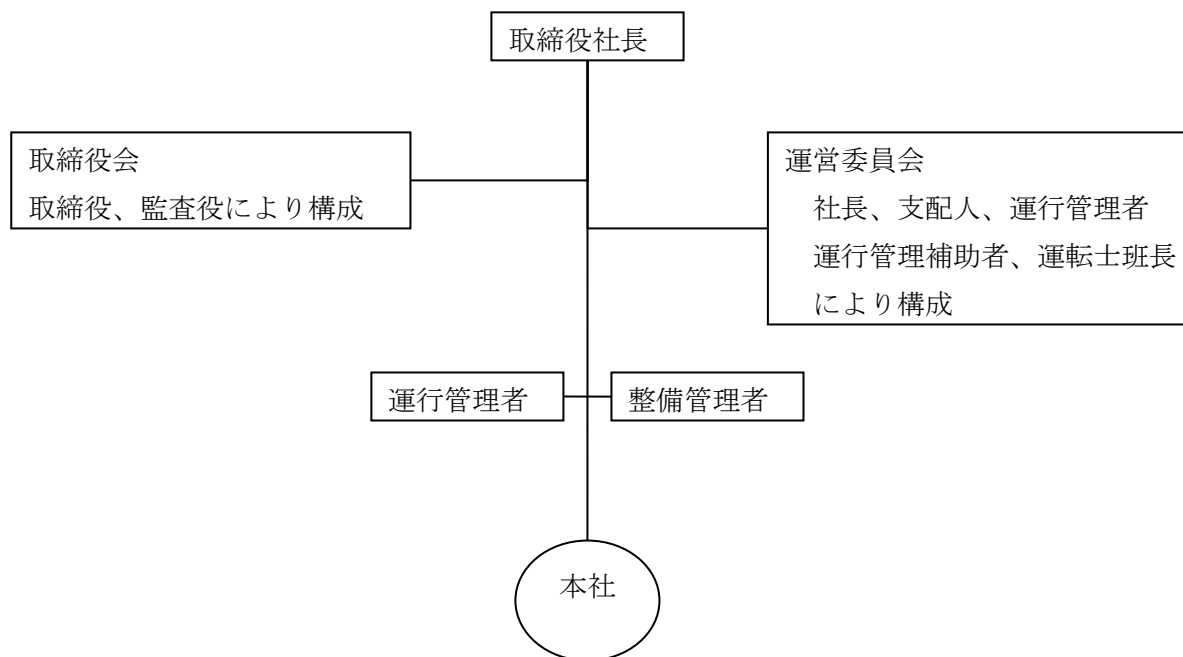 取締役社長
取締役会
取締役、監査役により構成
運営委員会
社長、支配人、運行管理者
運行管理補助者、運転士班長
により構成
運行管理者
整備管理者
本社